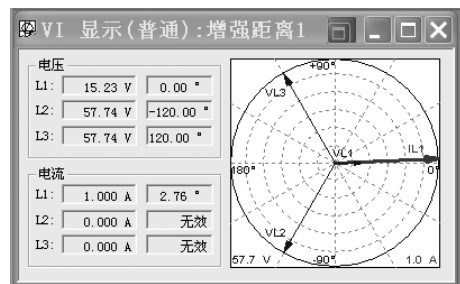 VI 显示(普通):增强距离1
电压
L1: 15.23 V 0.00 °
L2: 57.74 V -120.00 °
L3: 57.74 V 120.00 °
电流
L1: 1.000 A 2.76 °
L2: 0.000 A 无效
L3: 0.000 A 无效
+90°
VL3
VL1
IL1
180°
0°
VL2
57.7 V
-90°
1.0 A